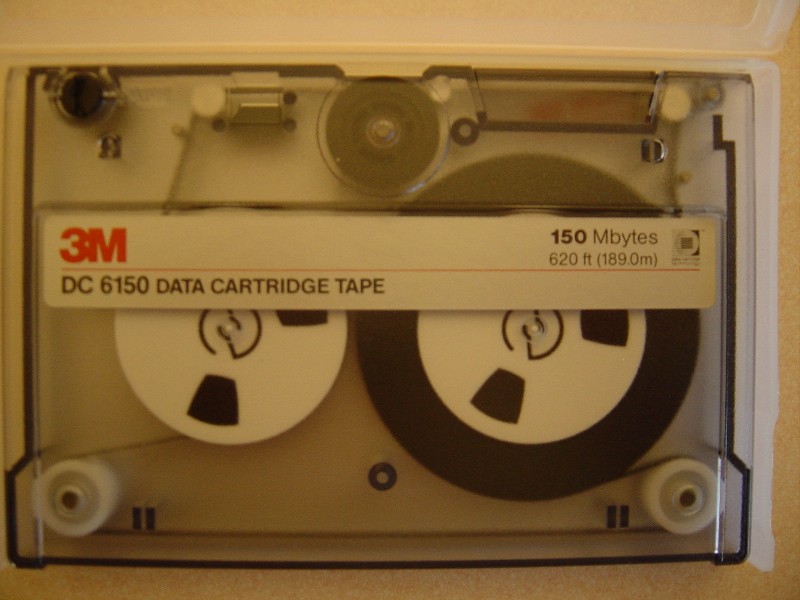 3M
150 Mbytes
620 ft (189.0m)
DC 6150 DATA CARTRIDGE TAPE